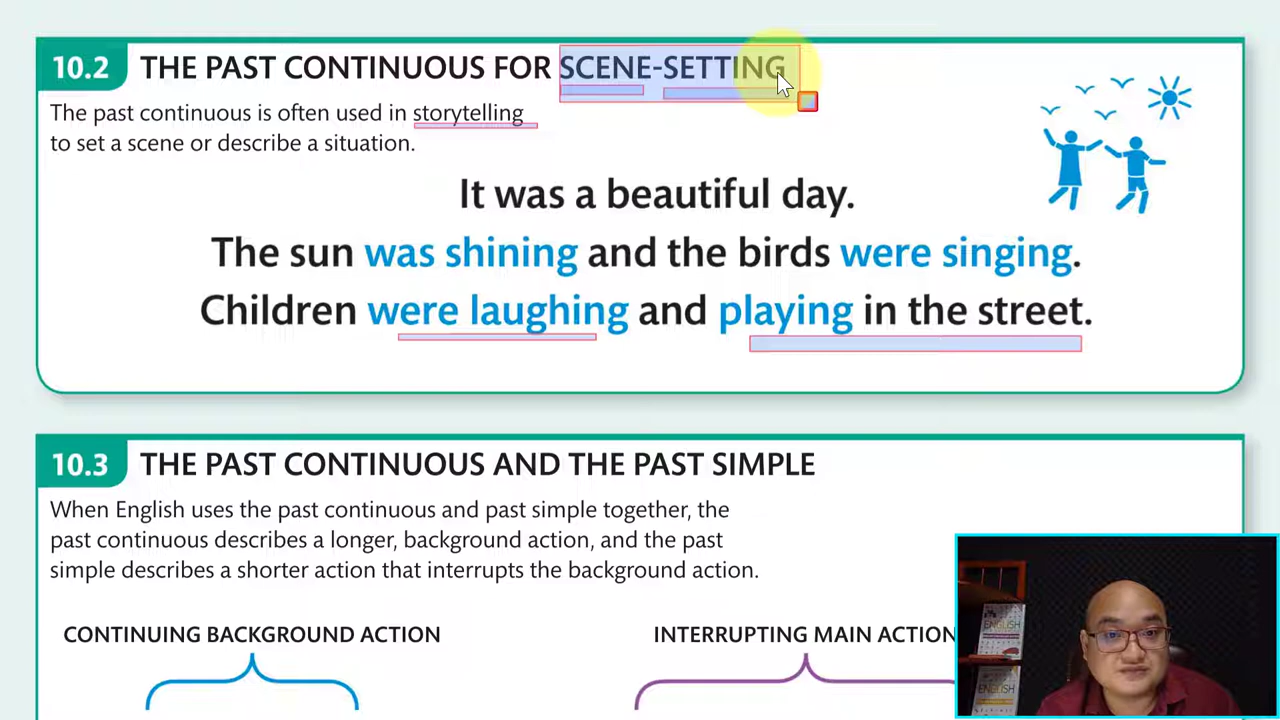 10.2 THE PAST CONTINUOUS FOR SCENE-SETTING
The past continuous is often used in storytelling
to set a scene or describe a situation.
It was a beautiful day.
The sun was shining and the birds were singing.
Children were laughing and playing in the street.
10.3 THE PAST CONTINUOUS AND THE PAST SIMPLE
When English uses the past continuous and past simple together, the
past continuous describes a longer, background action, and the past
simple describes a shorter action that interrupts the background action.
CONTINUING BACKGROUND ACTION
INTERRUPTING MAIN ACTION
ENGLISH
ENGLISH